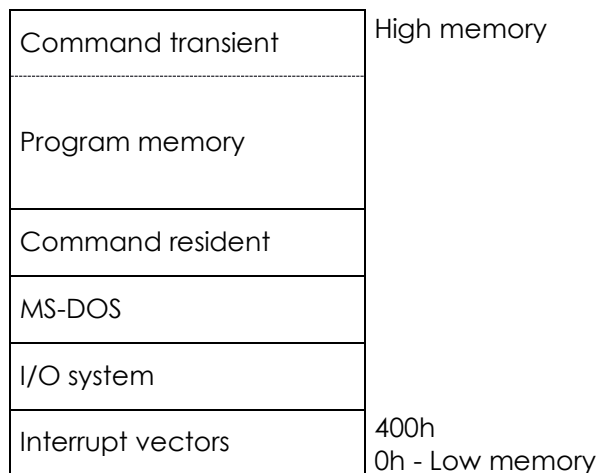 Command transient
High memory
Program memory
Command resident
MS-DOS
I/O system
Interrupt vectors
400h
0h - Low memory